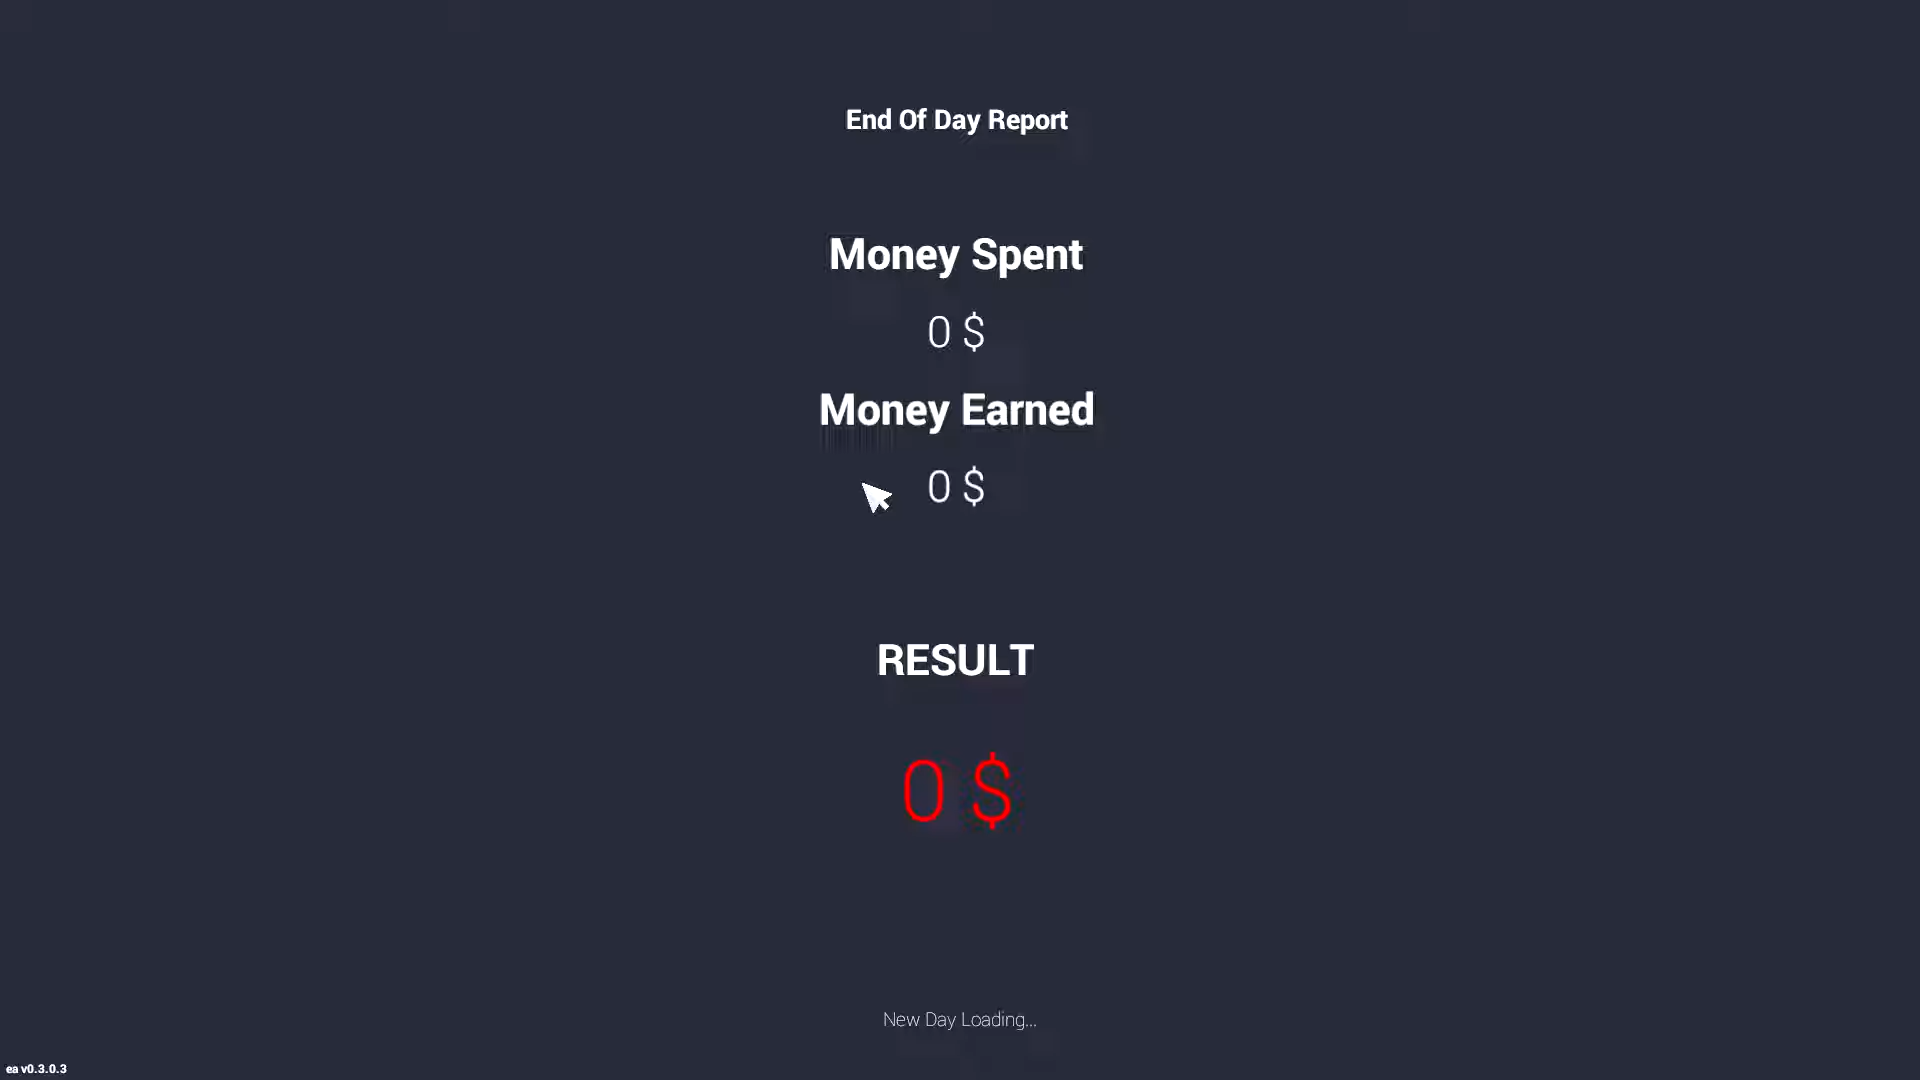 End Of Day Report
Money Spent
0 $
Money Earned
0 $
RESULT
0 $
New Day Loading...
ea v0.3.0.3